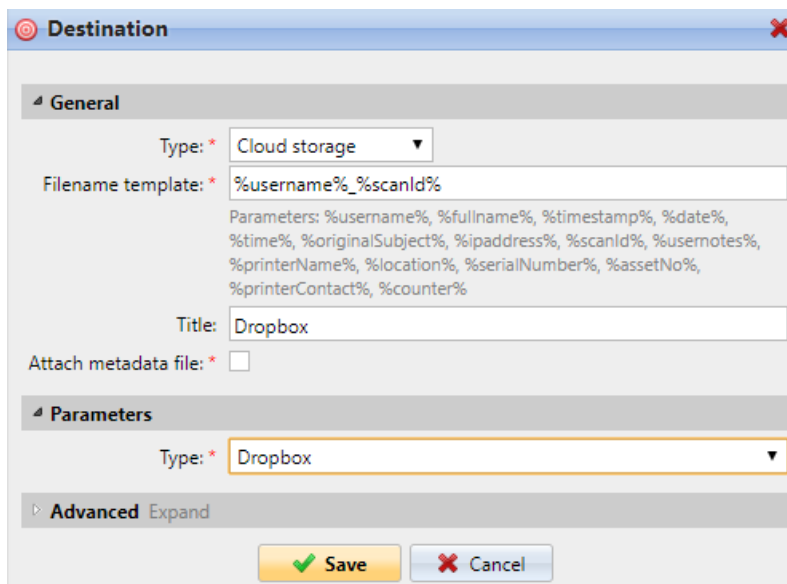 Destination
General
Type: * Cloud storage
Filename template: * %username%_%scanId%
Parameters: %username%, %fullname%, %timestamp%, %date%,
%time%, %originalSubject%, %ipaddress%, %scanId%, %usernotes%,
%printerName%, %location%, %serialNumber%, %assetNo%,
%printerContact%, %counter%
Title: Dropbox
Attach metadata file: *
Parameters
Type: * Dropbox
Advanced Expand
Save Cancel